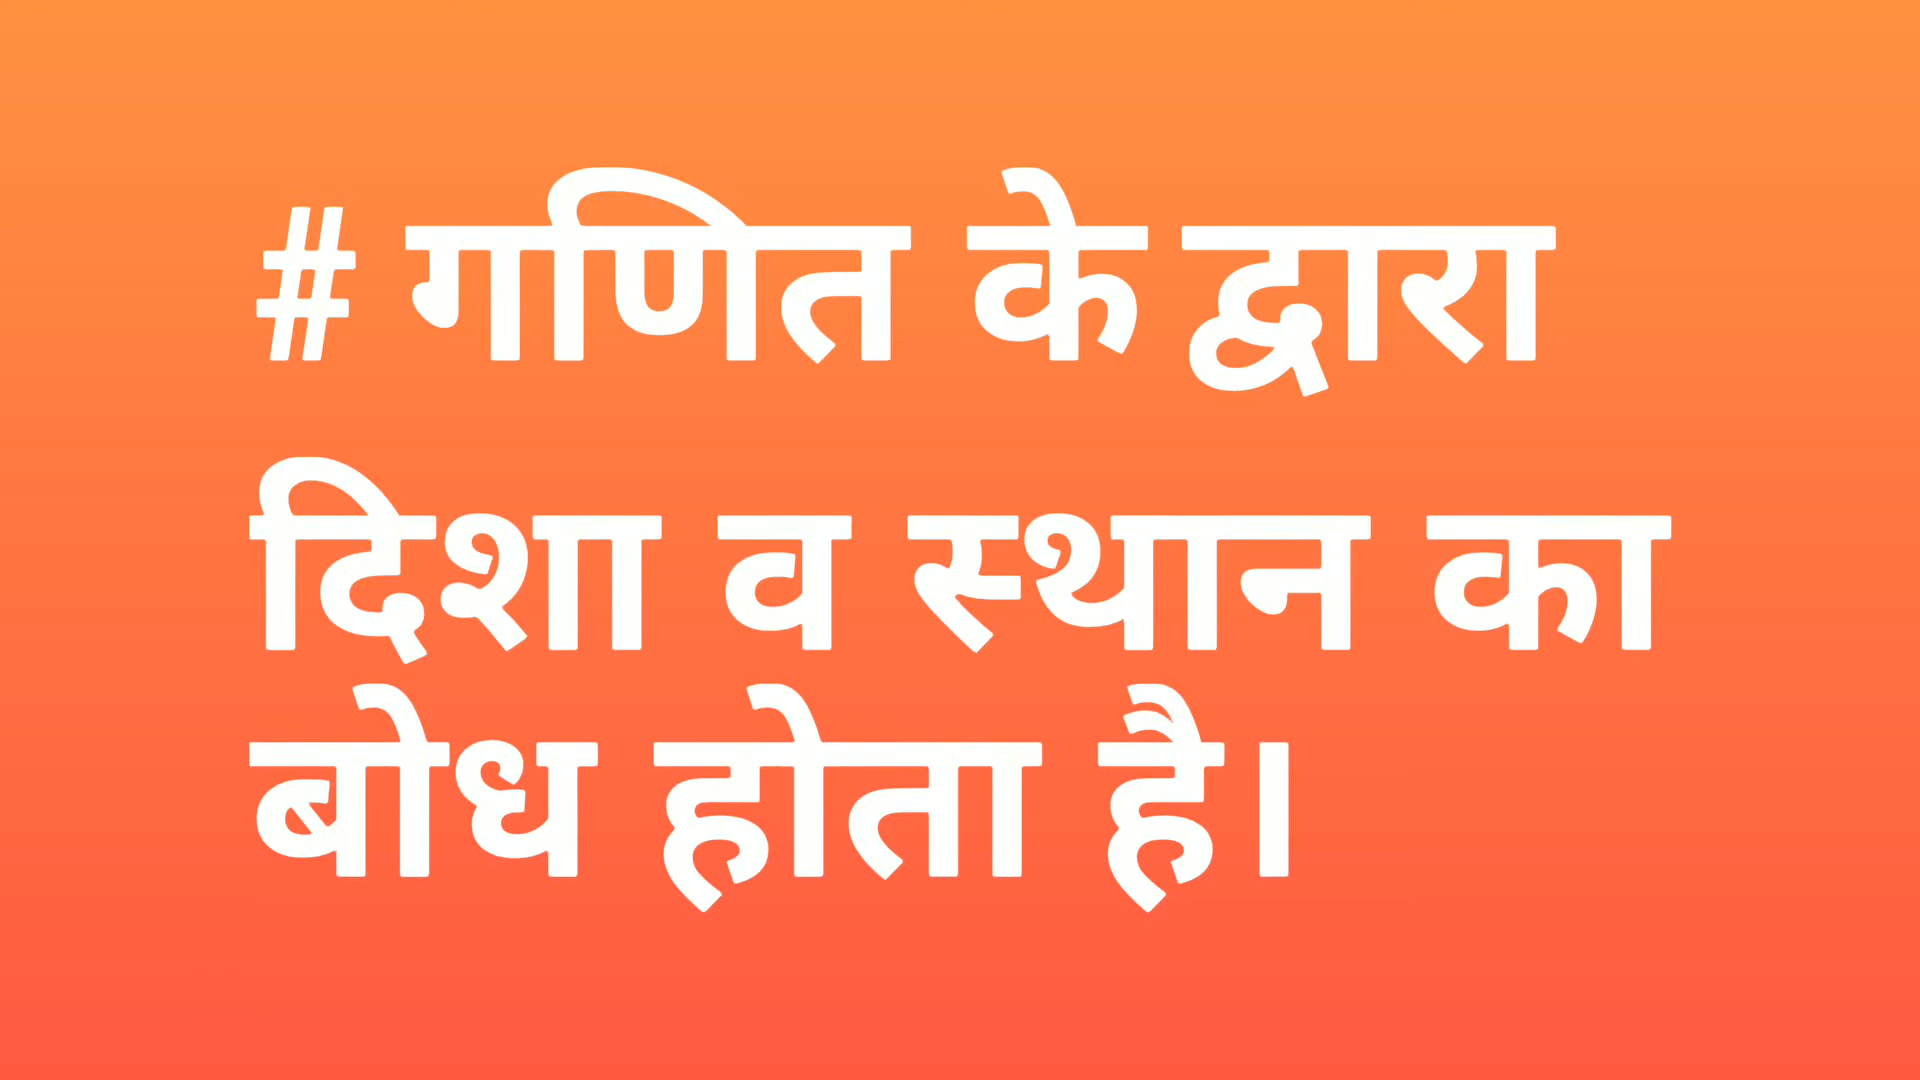 # गणित के द्वारा
दिशा व स्थान का
बोध होता है।